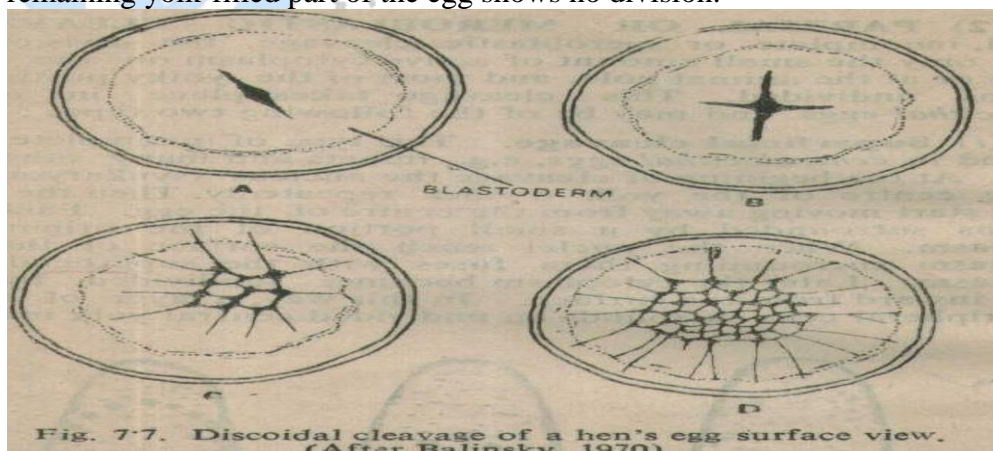 remaining yolk filled part of the egg shows no division.
A
B
BLASTODERM
C
D
Fig. 7·7. Discoidal cleavage of a hen's egg surface view.
(After Balinsky, 1970)